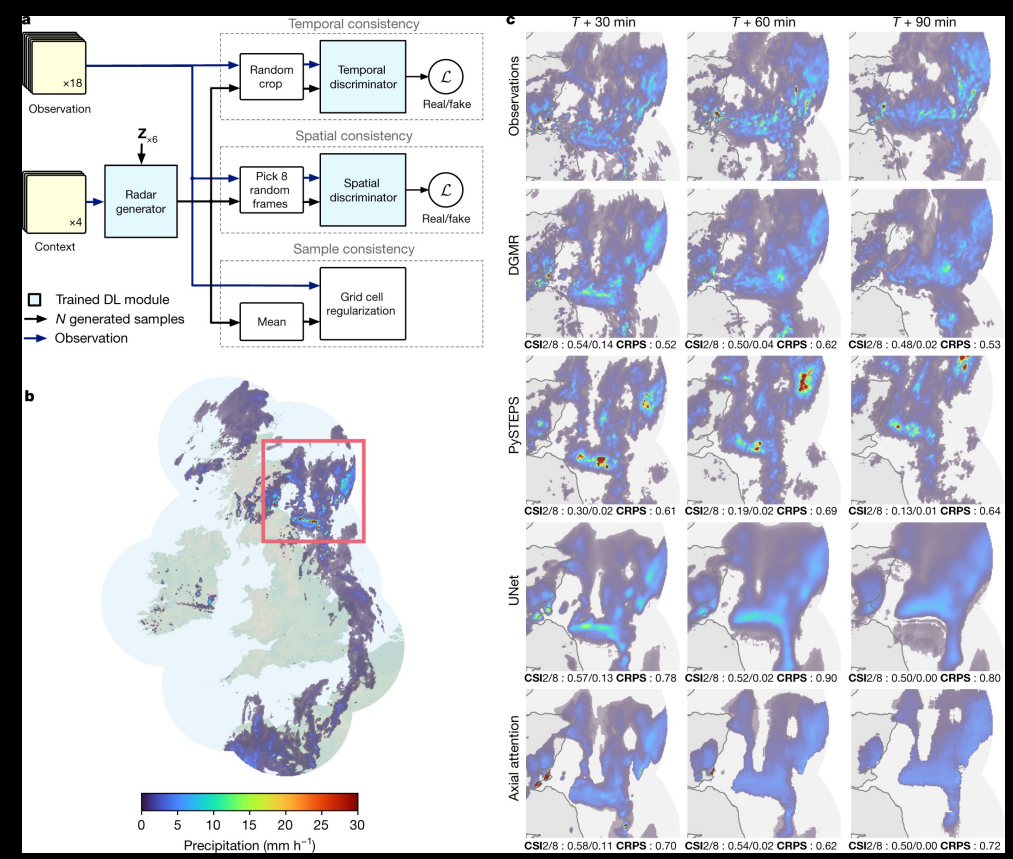 a
Temporal consistency
×18
Observation
Random
crop
Temporal
discriminator
ℒ
Real/fake
Z×6
Spatial consistency
Pick 8
random
frames
Spatial
discriminator
ℒ
Real/fake
×4
Context
Radar
generator
Sample consistency
Mean
Grid cell
regularization
Trained DL module
N generated samples
Observation
b
0 5 10 15 20 25 30
Precipitation (mm h⁻¹)
c
T + 30 min T + 60 min T + 90 min
Observations
DGMR
CSI2/8 : 0.54/0.14 CRPS : 0.52 CSI2/8 : 0.50/0.04 CRPS : 0.62 CSI2/8 : 0.48/0.02 CRPS : 0.53
PySTEPS
CSI2/8 : 0.30/0.02 CRPS : 0.61 CSI2/8 : 0.19/0.02 CRPS : 0.69 CSI2/8 : 0.13/0.01 CRPS : 0.64
UNet
CSI2/8 : 0.57/0.13 CRPS : 0.78 CSI2/8 : 0.52/0.02 CRPS : 0.90 CSI2/8 : 0.50/0.00 CRPS : 0.80
Axial attention
CSI2/8 : 0.58/0.11 CRPS : 0.70 CSI2/8 : 0.54/0.02 CRPS : 0.62 CSI2/8 : 0.50/0.00 CRPS : 0.72